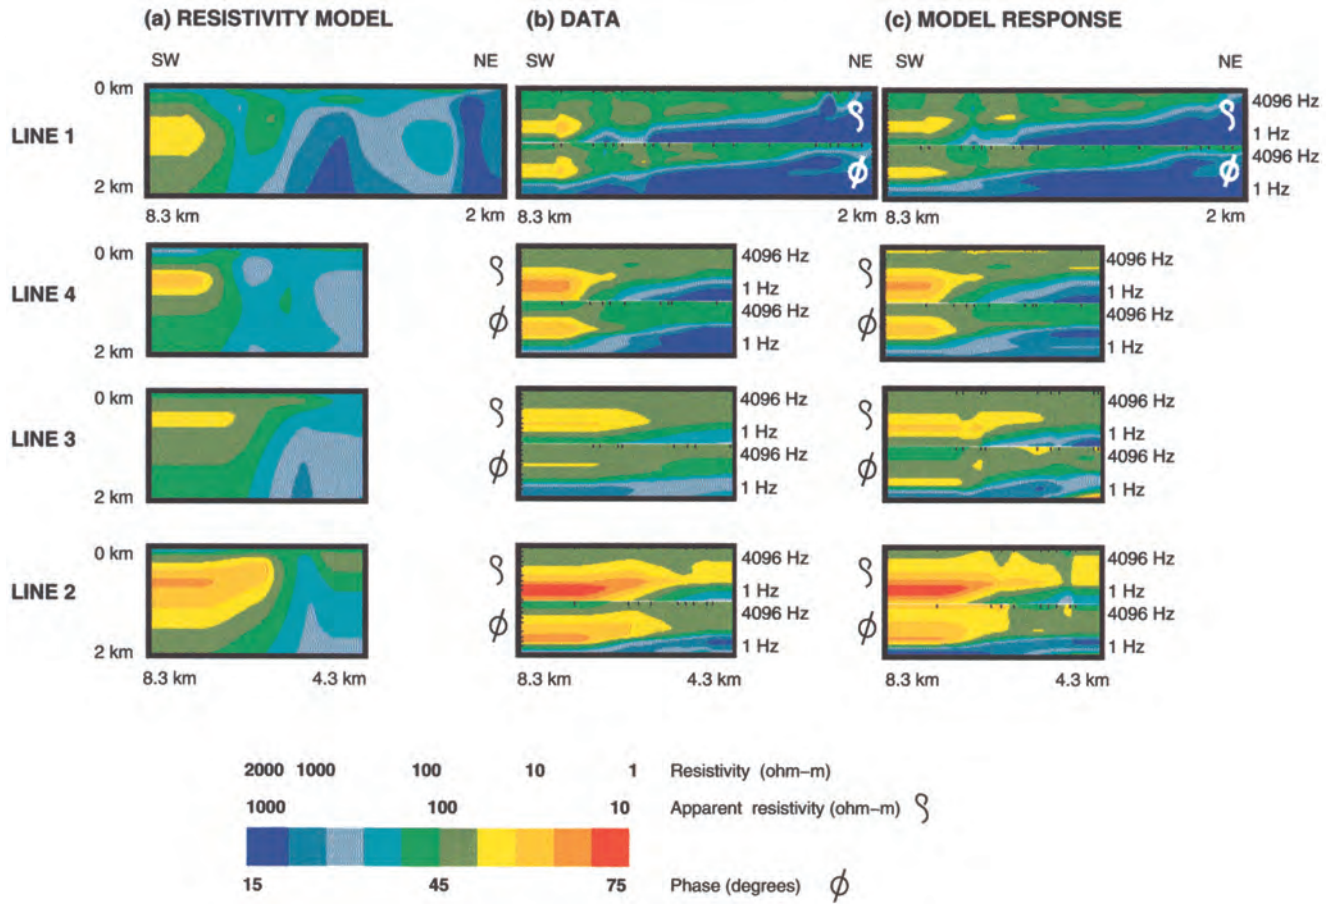 (a) RESISTIVITY MODEL (b) DATA (c) MODEL RESPONSE
SW NE SW NE SW NE
LINE 1
0 km
2 km
8.3 km 2 km
ρ
ϕ
8.3 km 2 km
ρ
ϕ
8.3 km 2 km
4096 Hz
1 Hz
4096 Hz
1 Hz
LINE 4
0 km
2 km
ρ
ϕ
4096 Hz
1 Hz
4096 Hz
1 Hz
ρ
ϕ
4096 Hz
1 Hz
4096 Hz
1 Hz
LINE 3
0 km
2 km
ρ
ϕ
4096 Hz
1 Hz
4096 Hz
1 Hz
ρ
ϕ
4096 Hz
1 Hz
4096 Hz
1 Hz
LINE 2
0 km
2 km
8.3 km 4.3 km
ρ
ϕ
4096 Hz
1 Hz
4096 Hz
1 Hz
8.3 km 4.3 km
ρ
ϕ
4096 Hz
1 Hz
4096 Hz
1 Hz
8.3 km 4.3 km
2000 1000 100 10 1 Resistivity (ohm–m)
1000 100 10 Apparent resistivity (ohm–m) ρ
15 45 75 Phase (degrees) ϕ